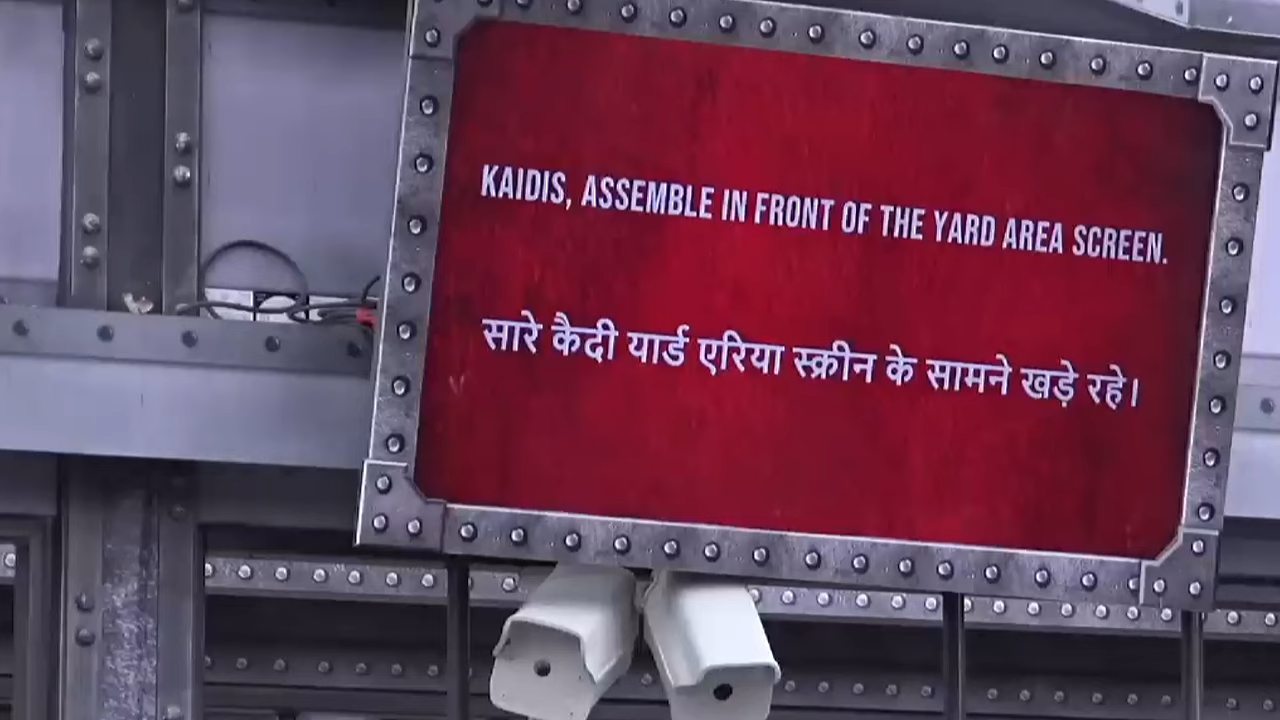 KAIDIS, ASSEMBLE IN FRONT OF THE YARD AREA SCREEN.
सारे कैदी यार्ड एरिया स्क्रीन के सामने खड़े रहे।